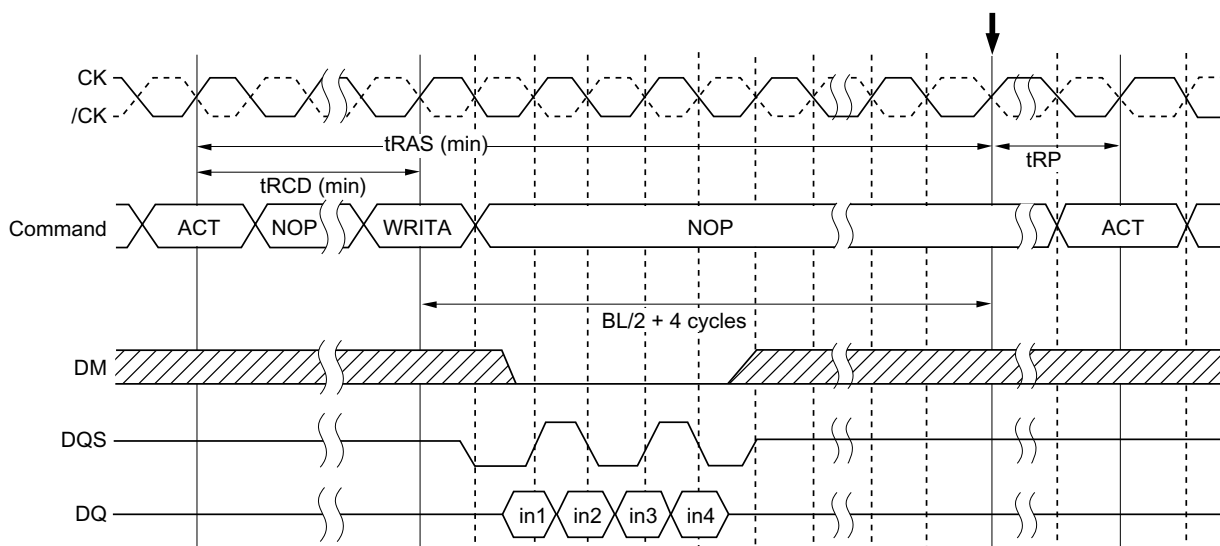 CK
/CK
tRAS (min)
tRP
tRCD (min)
Command ACT NOP WRITA NOP ACT
BL/2 + 4 cycles
DM
DQS
DQ in1 in2 in3 in4